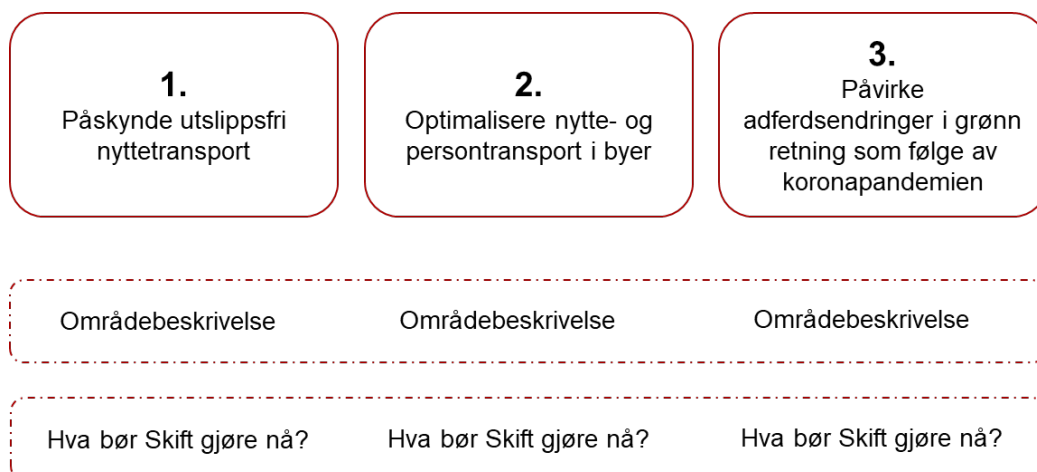 1.
Påskynde utslippsfri
nyttetransport
2.
Optimalisere nytte- og
persontransport i byer
3.
Påvirke
adferdsendringer i grønn
retning som følge av
koronapandemien
Områdebeskrivelse
Områdebeskrivelse
Områdebeskrivelse
Hva bør Skift gjøre nå?
Hva bør Skift gjøre nå?
Hva bør Skift gjøre nå?